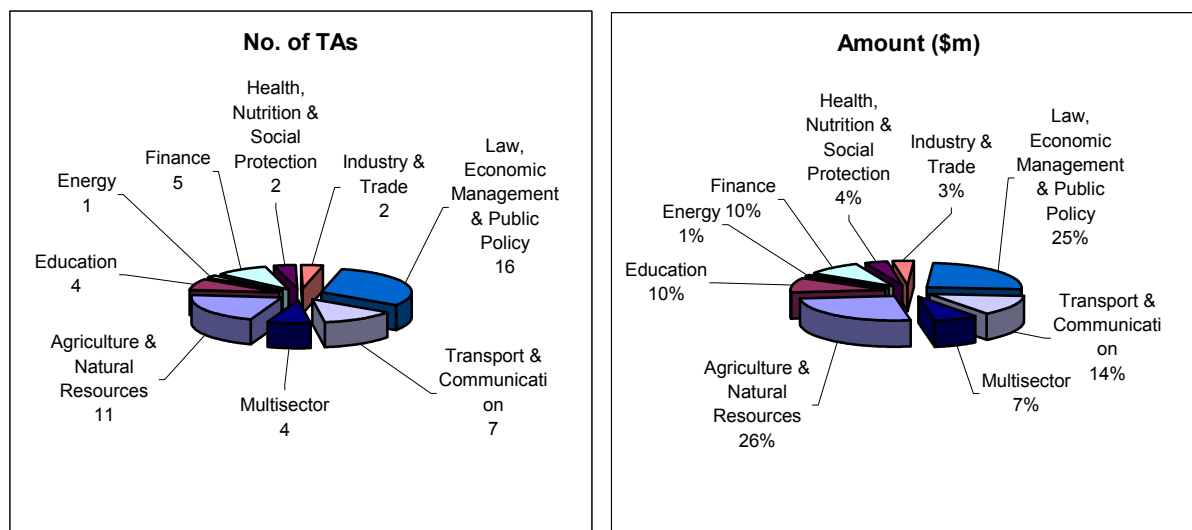 No. of TAs
Health,
Nutrition &
Social
Protection
2
Industry &
Trade
2
Law,
Economic
Management
& Public
Policy
16
Transport &
Communicati
on
7
Multisector
4
Agriculture &
Natural
Resources
11
Education
4
Energy
1
Finance
5
Amount ($m)
Health,
Nutrition &
Social
Protection
4%
Industry &
Trade
3%
Law,
Economic
Management
& Public
Policy
25%
Transport &
Communicati
on
14%
Multisector
7%
Agriculture &
Natural
Resources
26%
Education
10%
Energy
1%
Finance
10%